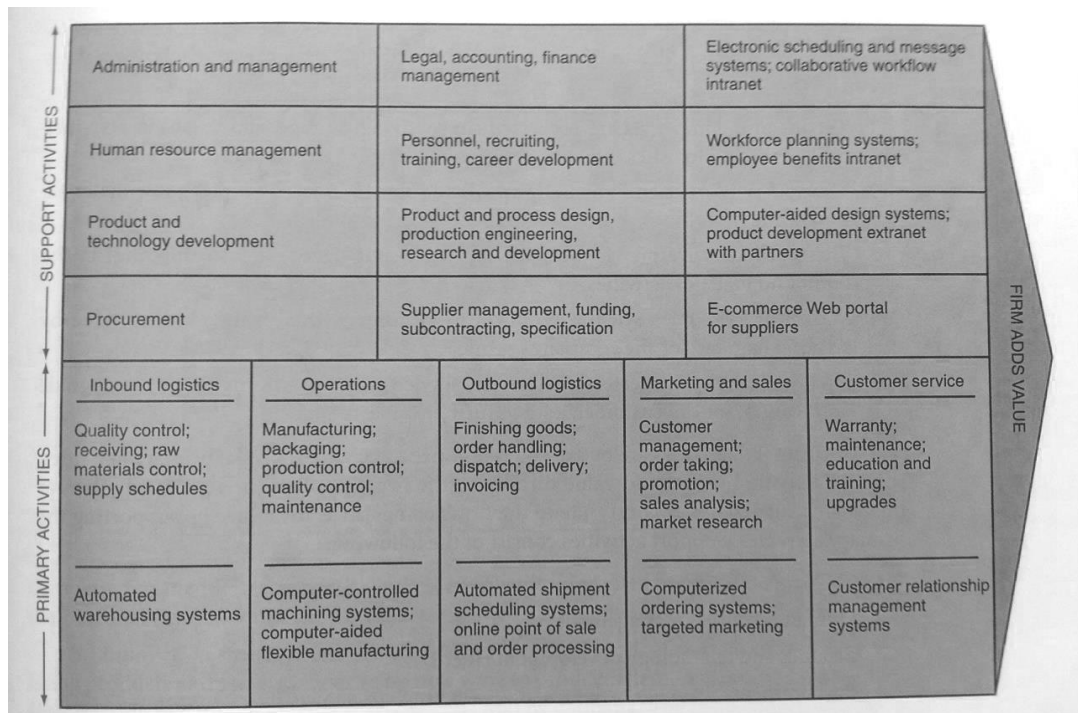 SUPPORT ACTIVITIES
Administration and management
Legal, accounting, finance
management
Electronic scheduling and message
systems; collaborative workflow
intranet
Human resource management
Personnel, recruiting,
training, career development
Workforce planning systems;
employee benefits intranet
Product and
technology development
Product and process design,
production engineering,
research and development
Computer-aided design systems;
product development extranet
with partners
Procurement
Supplier management, funding,
subcontracting, specification
E-commerce Web portal
for suppliers
PRIMARY ACTIVITIES
Inbound logistics
Quality control;
receiving; raw
materials control;
supply schedules
Automated
warehousing systems
Operations
Manufacturing;
packaging;
production control;
quality control;
maintenance
Computer-controlled
machining systems;
computer-aided
flexible manufacturing
Outbound logistics
Finishing goods;
order handling;
dispatch; delivery;
invoicing
Automated shipment
scheduling systems;
online point of sale
and order processing
Marketing and sales
Customer
management;
order taking;
promotion;
sales analysis;
market research
Computerized
ordering systems;
targeted marketing
Customer service
Warranty;
maintenance;
education and
training;
upgrades
Customer relationship
management
systems
FIRM ADDS VALUE